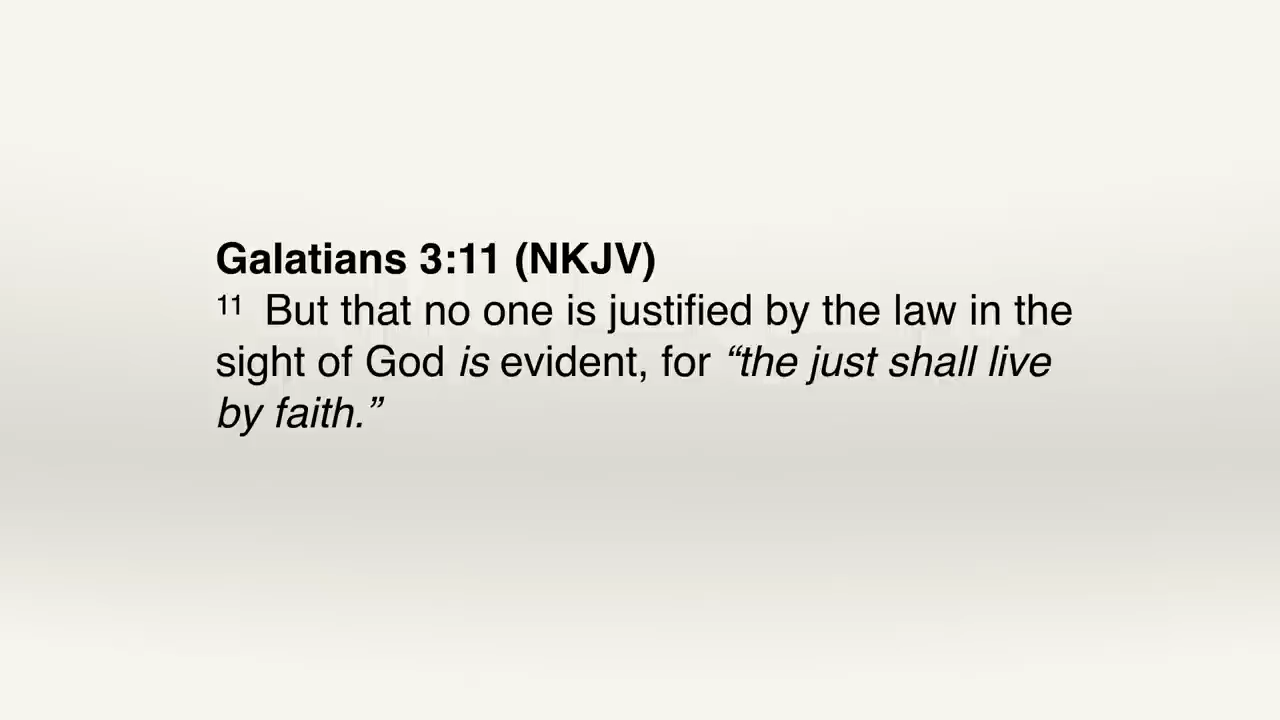 Galatians 3:11 (NKJV)
11 But that no one is justified by the law in the
sight of God is evident, for “the just shall live
by faith.”